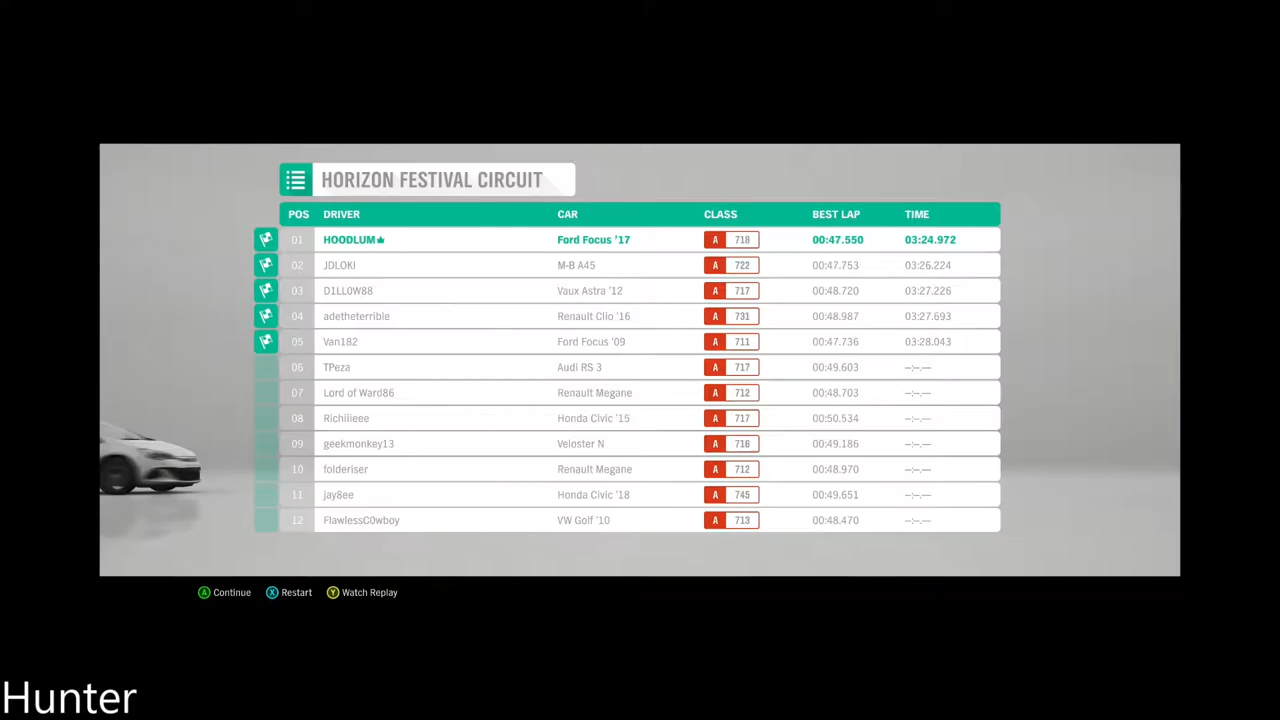 HORIZON FESTIVAL CIRCUIT
POS DRIVER CAR CLASS BEST LAP TIME
01 HOODLUM Ford Focus '17 A 718 00:47.550 03:24.972
02 JDLOKI M-B A45 A 722 00:47.753 03:26.224
03 D1LL0W88 Vaux Astra '12 A 717 00:48.720 03:27.226
04 adetheterrible Renault Clio '16 A 731 00:48.987 03:27.693
05 Van182 Ford Focus '09 A 711 00:47.736 03:28.043
06 TPeza Audi RS 3 A 717 00:49.603 --:--.---
07 Lord of Ward86 Renault Megane A 712 00:48.703 --:--.---
08 Richilieee Honda Civic '15 A 717 00:50.534 --:--.---
09 geekmonkey13 Veloster N A 716 00:49.186 --:--.---
10 folderiser Renault Megane A 712 00:48.970 --:--.---
11 jay8ee Honda Civic '18 A 745 00:49.651 --:--.---
12 FlawlessC0wboy VW Golf '10 A 713 00:48.470 --:--.---
A Continue X Restart Y Watch Replay
Hunter